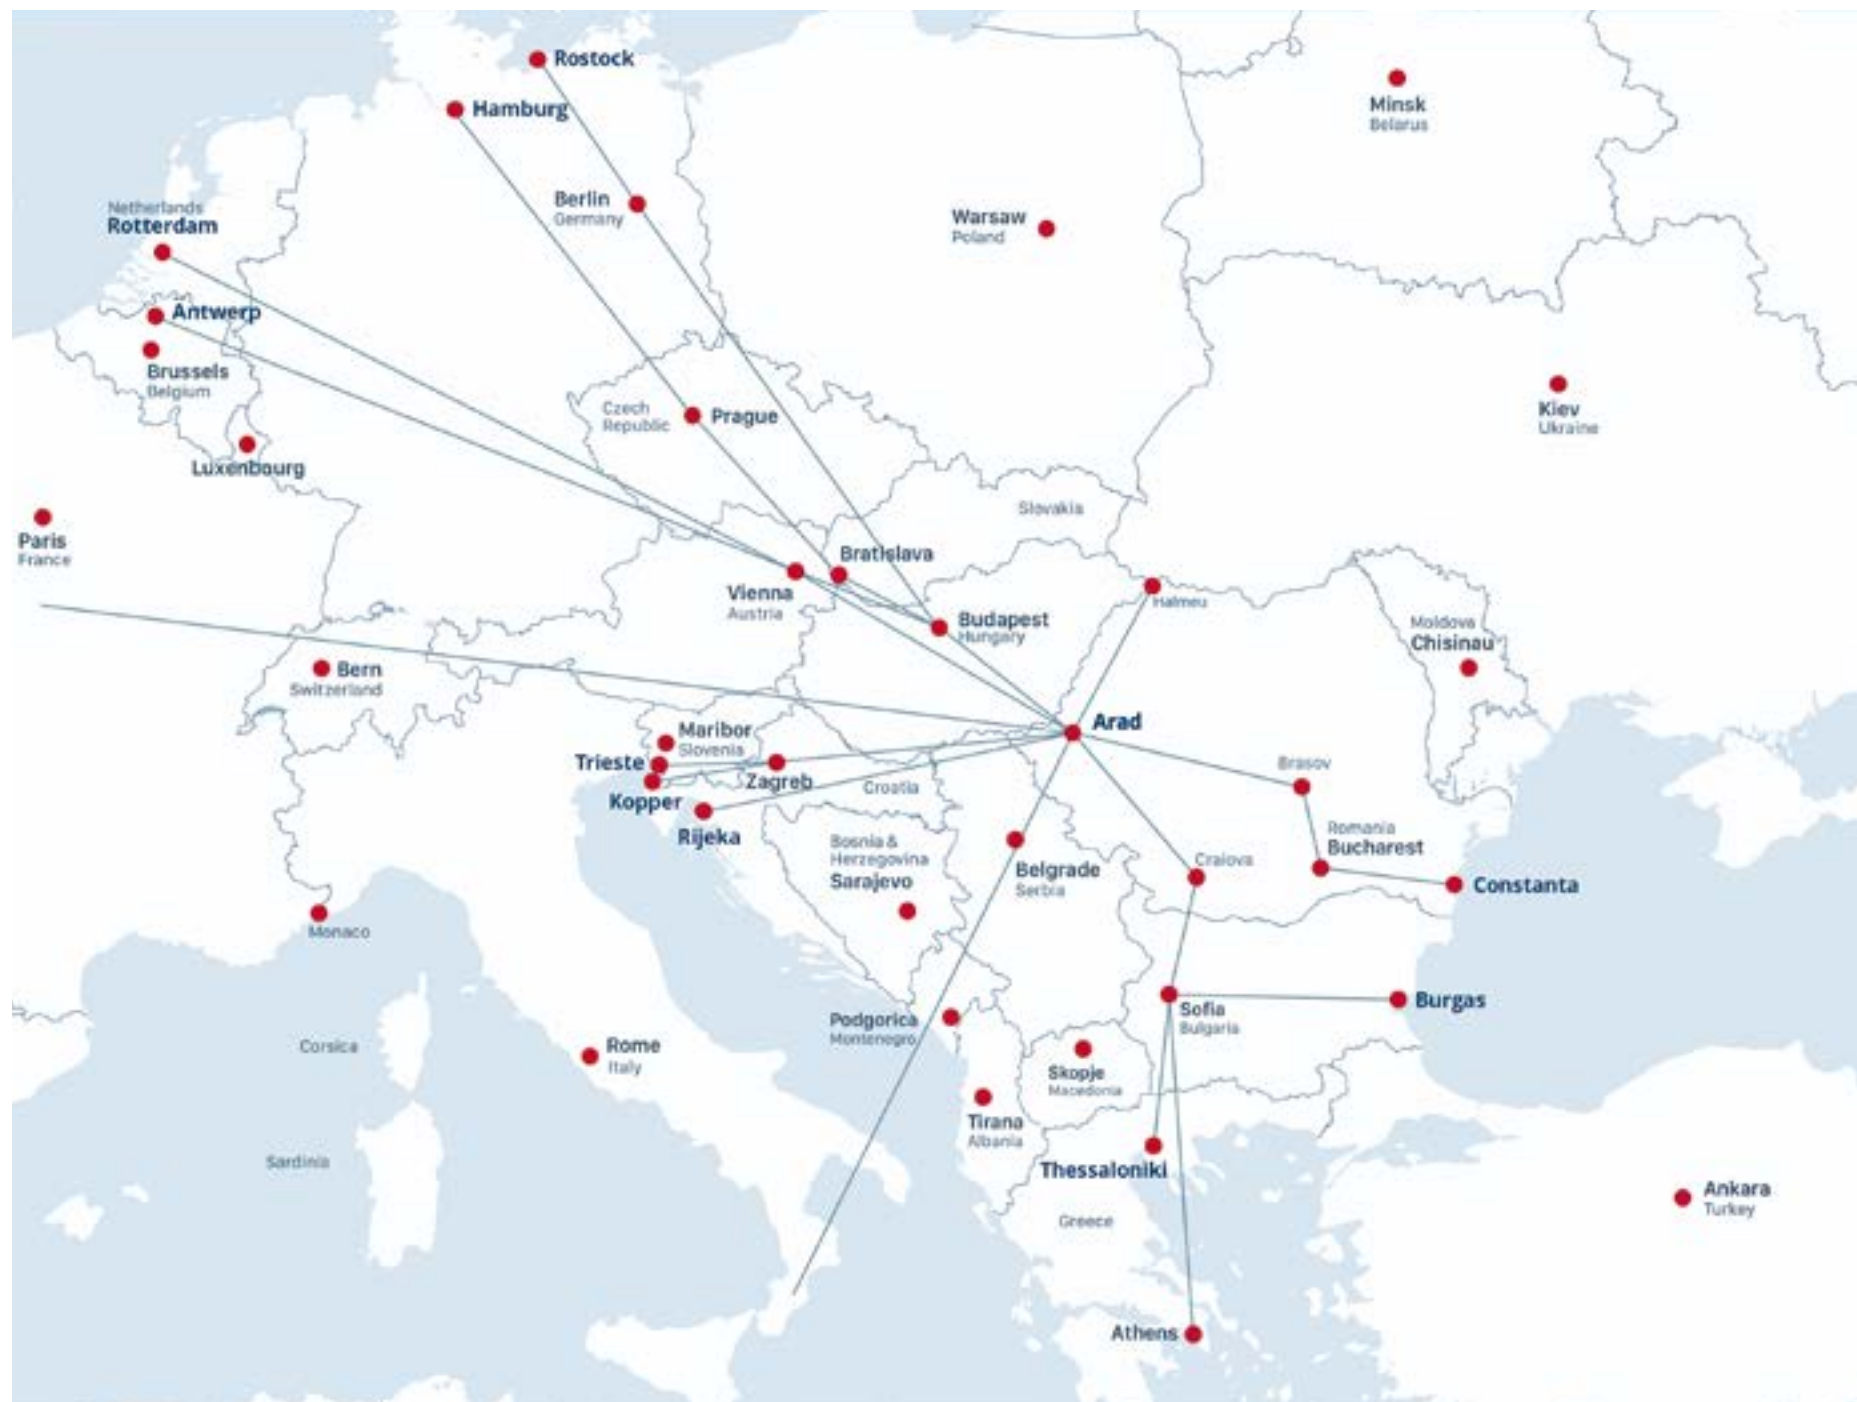 Rostock
Hamburg
Minsk
Belarus
Berlin
Germany
Netherlands
Rotterdam
Warsaw
Poland
Antwerp
Brussels
Belgium
Kiev
Ukraine
Czech
Republic
Prague
Luxenbourg
Slovakia
Paris
France
Bratislava
Vienna
Austria
Halmeu
Budapest
Hungary
Moldova
Chisinau
Bern
Switzerland
Arad
Maribor
Slovenia
Trieste
Zagreb
Brasov
Croatia
Kopper
Rijeka
Bosnia &
Herzegovina
Sarajevo
Romania
Bucharest
Belgrade
Serbia
Craiova
Constanta
Monaco
Burgas
Sofia
Bulgaria
Podgorica
Montenegro
Corsica
Rome
Italy
Skopje
Macedonia
Tirana
Albania
Sardinia
Thessaloniki
Ankara
Turkey
Greece
Athens